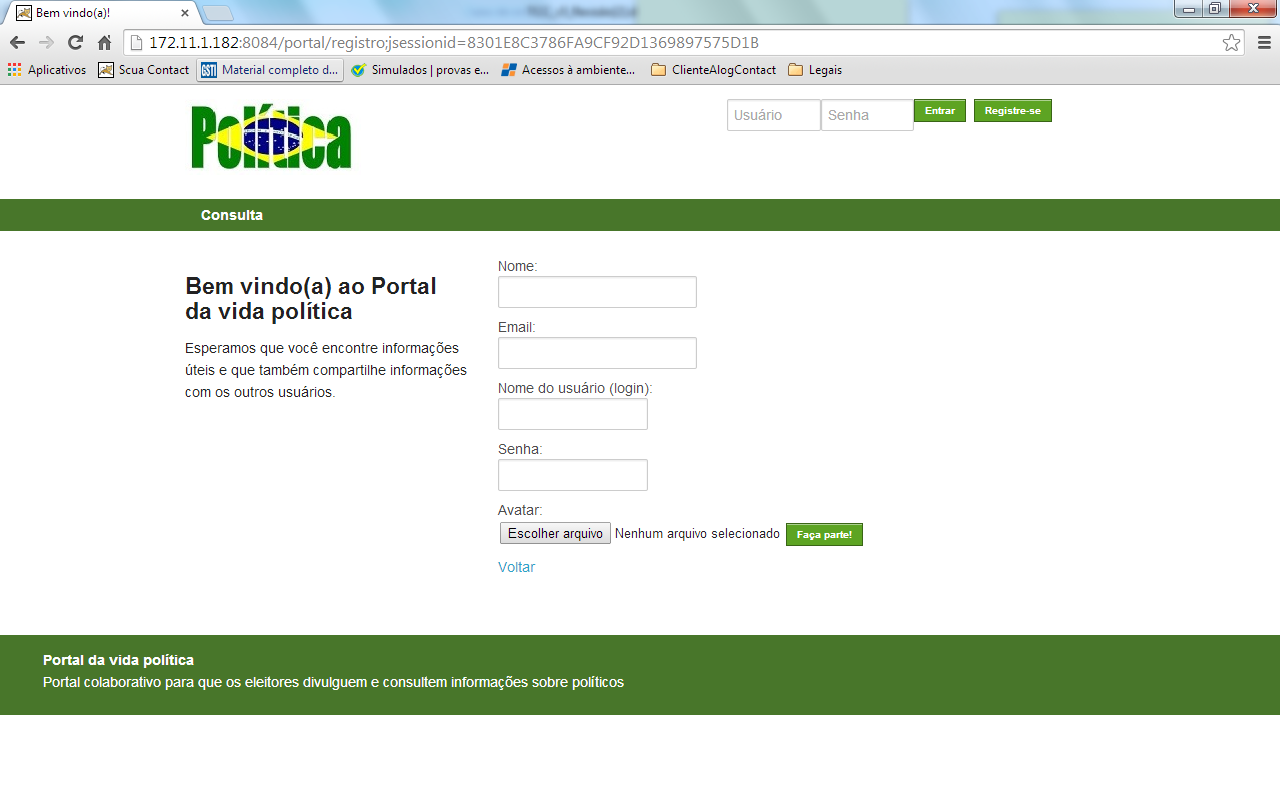 Bem vindo(a)!
172.11.1.182:8084/portal/registro;jsessionid=8301E8C3786FA9CF92D1369897575D1B
Aplicativos Scua Contact Material completo d... Simulados | provas e... Acessos à ambiente... ClienteAlogContact Legais
Política
Usuário Senha Entrar Registre-se
Consulta
Bem vindo(a) ao Portal
da vida política
Esperamos que você encontre informações
úteis e que também compartilhe informações
com os outros usuários.
Nome:
Email:
Nome do usuário (login):
Senha:
Avatar:
Escolher arquivo Nenhum arquivo selecionado Faça parte!
Voltar
Portal da vida política
Portal colaborativo para que os eleitores divulguem e consultem informações sobre políticos